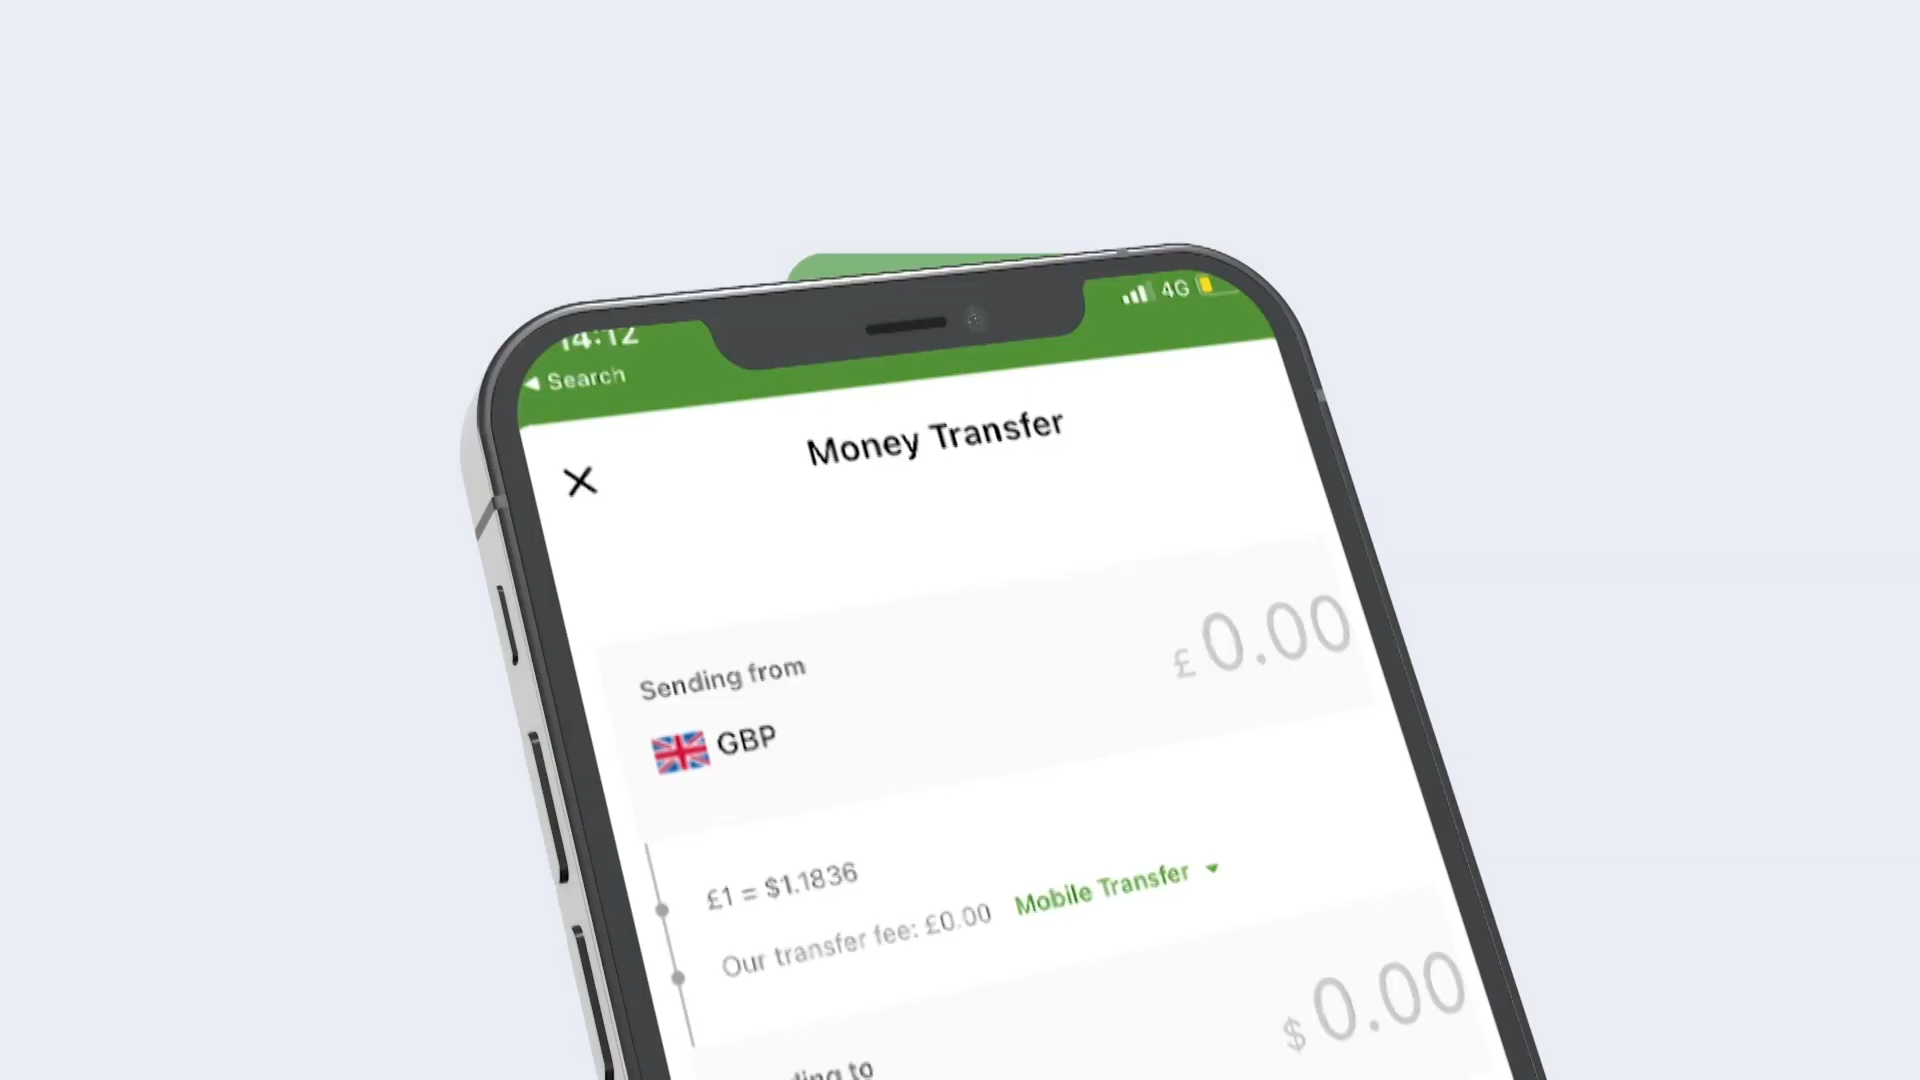 14:12
4G
◀ Search
Money Transfer
Sending from
£ 0.00
GBP
£1 = $1.1836
Our transfer fee: £0.00 Mobile Transfer
$ 0.00
to